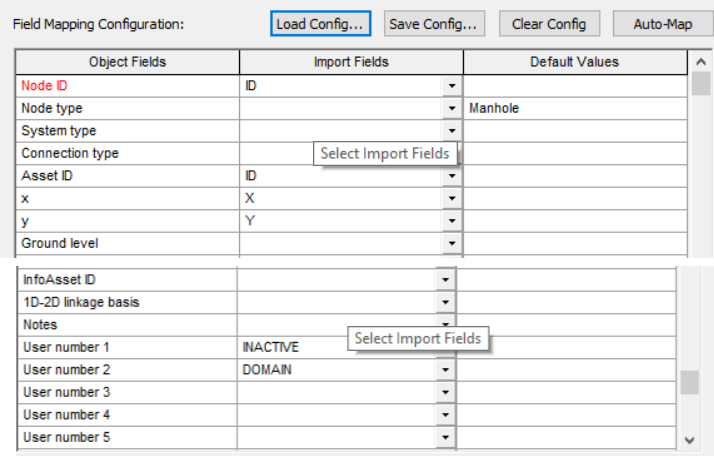 Field Mapping Configuration: Load Config... Save Config... Clear Config Auto-Map
Object Fields Import Fields Default Values
Node ID ID
Node type Manhole
System type
Connection type Select Import Fields
Asset ID ID
x X
y Y
Ground level
InfoAsset ID
1D-2D linkage basis
Notes
Select Import Fields
User number 1 INACTIVE
User number 2 DOMAIN
User number 3
User number 4
User number 5